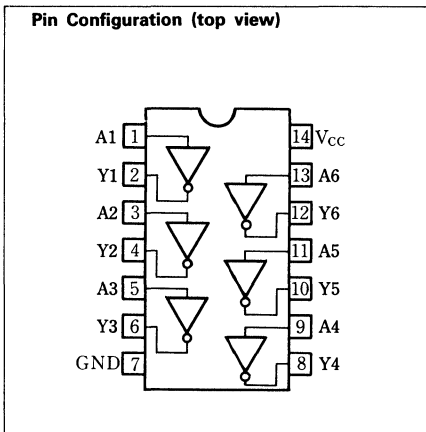 Pin Configuration (top view)
A1 1 14 VCC
Y1 2 13 A6
A2 3 12 Y6
Y2 4 11 A5
A3 5 10 Y5
Y3 6 9 A4
GND 7 8 Y4